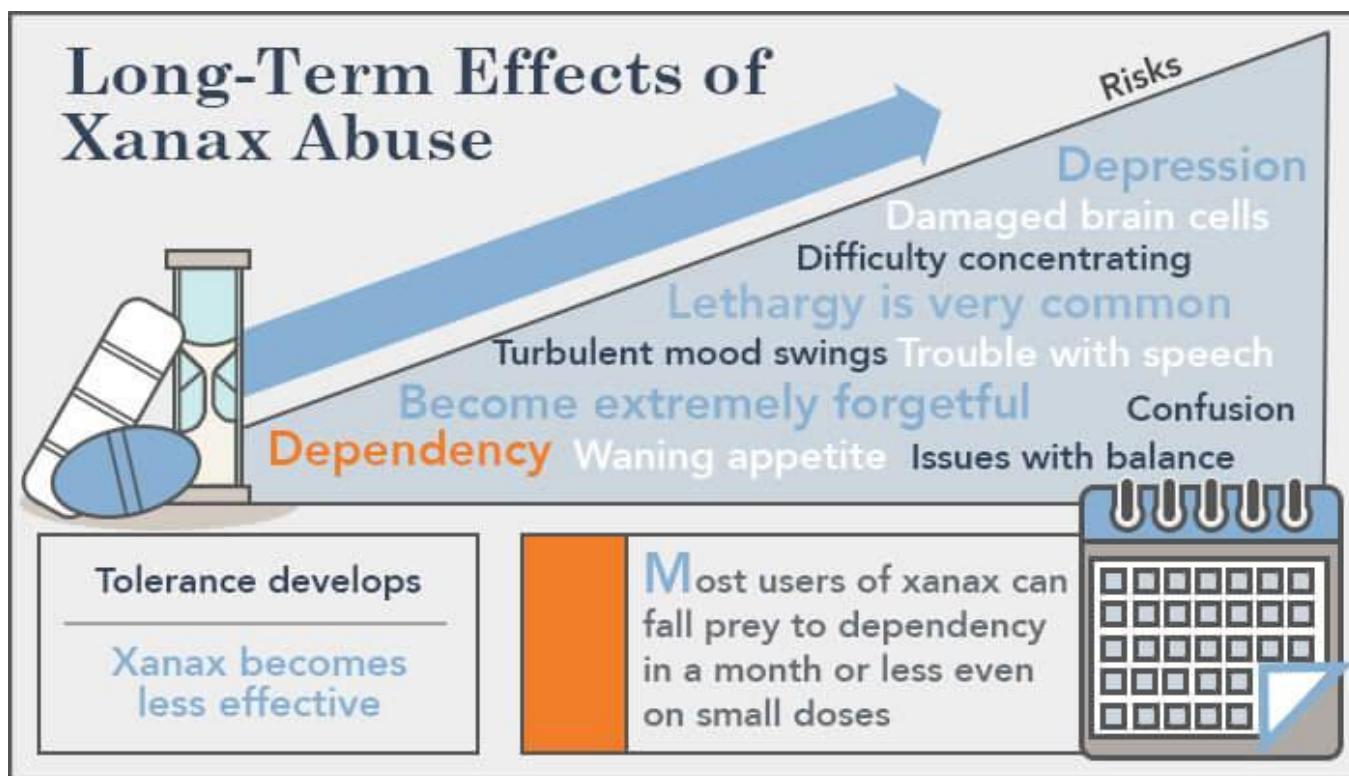 Long-Term Effects of
Xanax Abuse
Risks
Depression
Damaged brain cells
Difficulty concentrating
Lethargy is very common
Turbulent mood swings Trouble with speech
Become extremely forgetful Confusion
Dependency Waning appetite Issues with balance
Tolerance develops
Xanax becomes
less effective
Most users of xanax can
fall prey to dependency
in a month or less even
on small doses